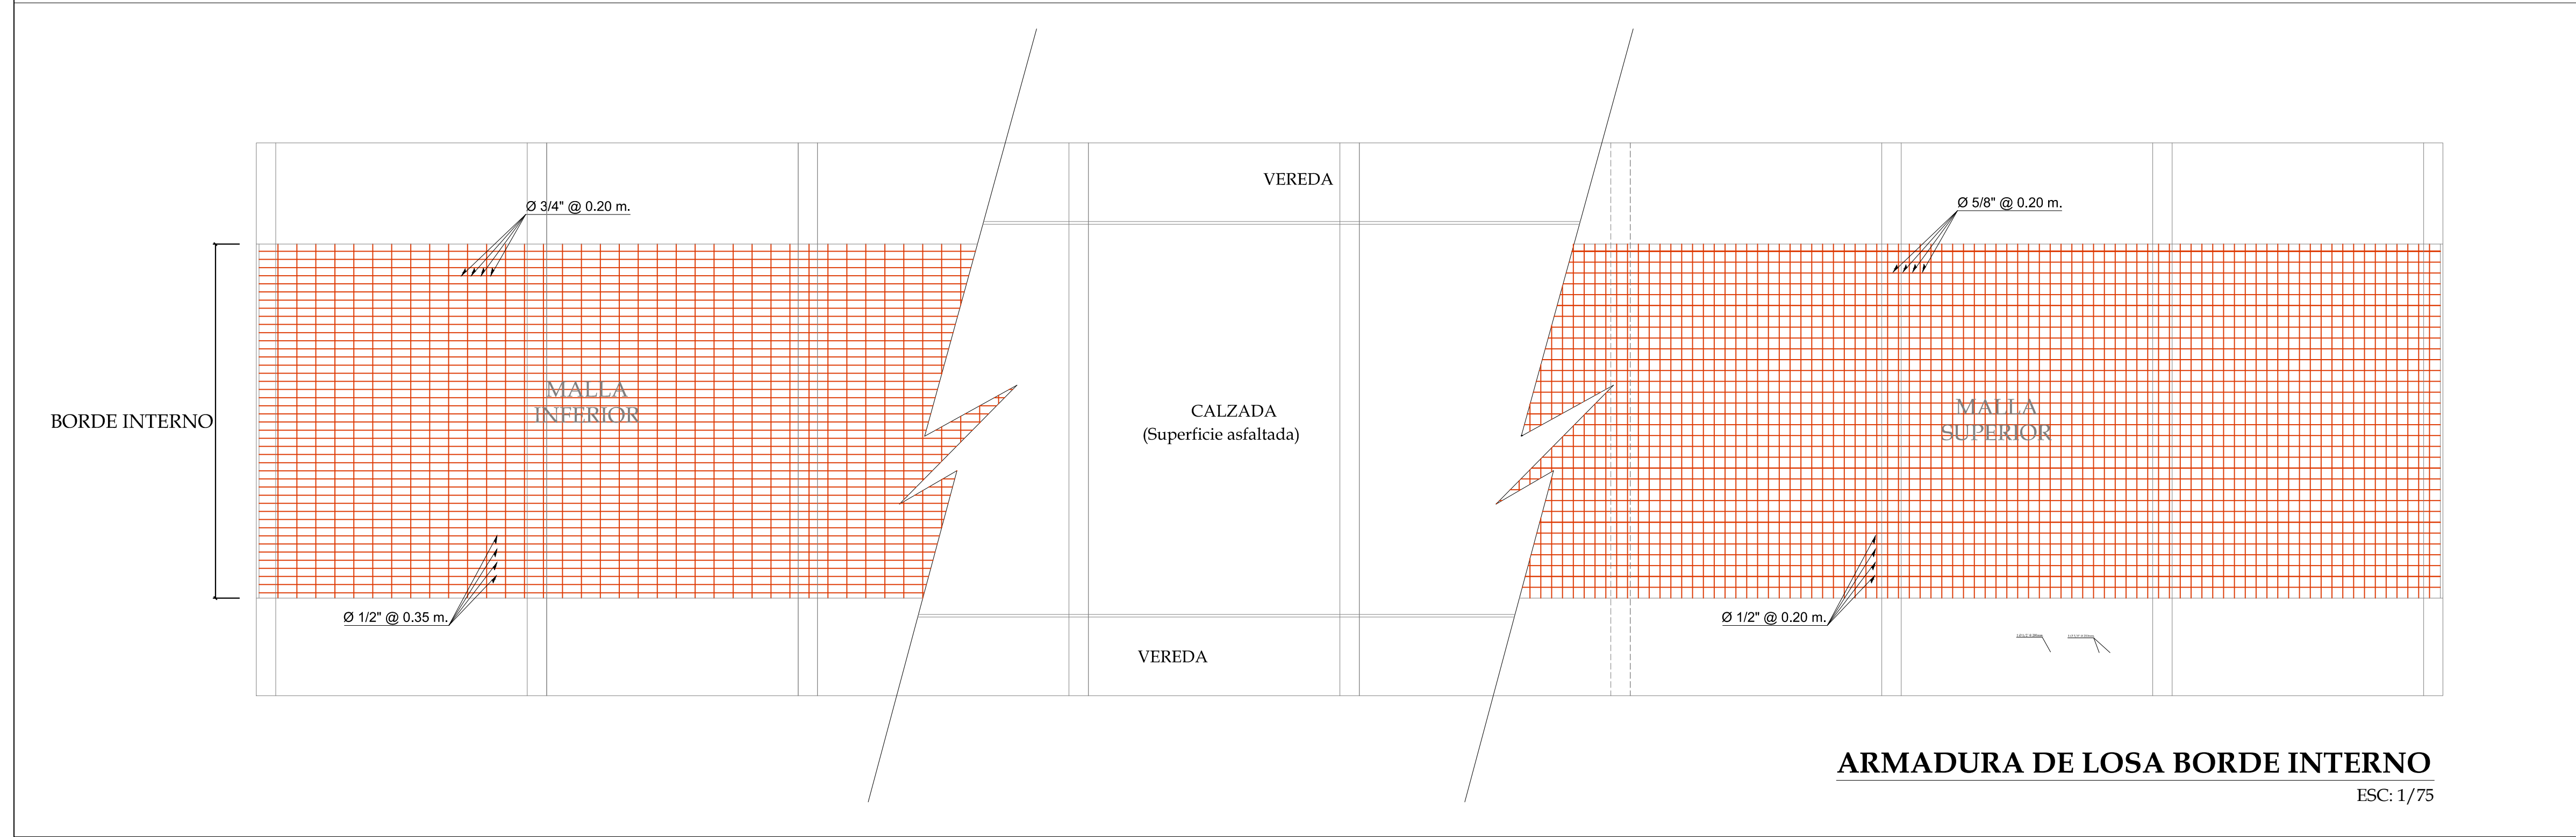 VEREDA
Ø 3/4" @ 0.20 m.
Ø 5/8" @ 0.20 m.
MALLA
INFERIOR
BORDE INTERNO
CALZADA
(Superficie asfaltada)
MALLA
SUPERIOR
Ø 1/2" @ 0.35 m.
Ø 1/2" @ 0.20 m.
VEREDA
ARMADURA DE LOSA BORDE INTERNO
ESC: 1/75